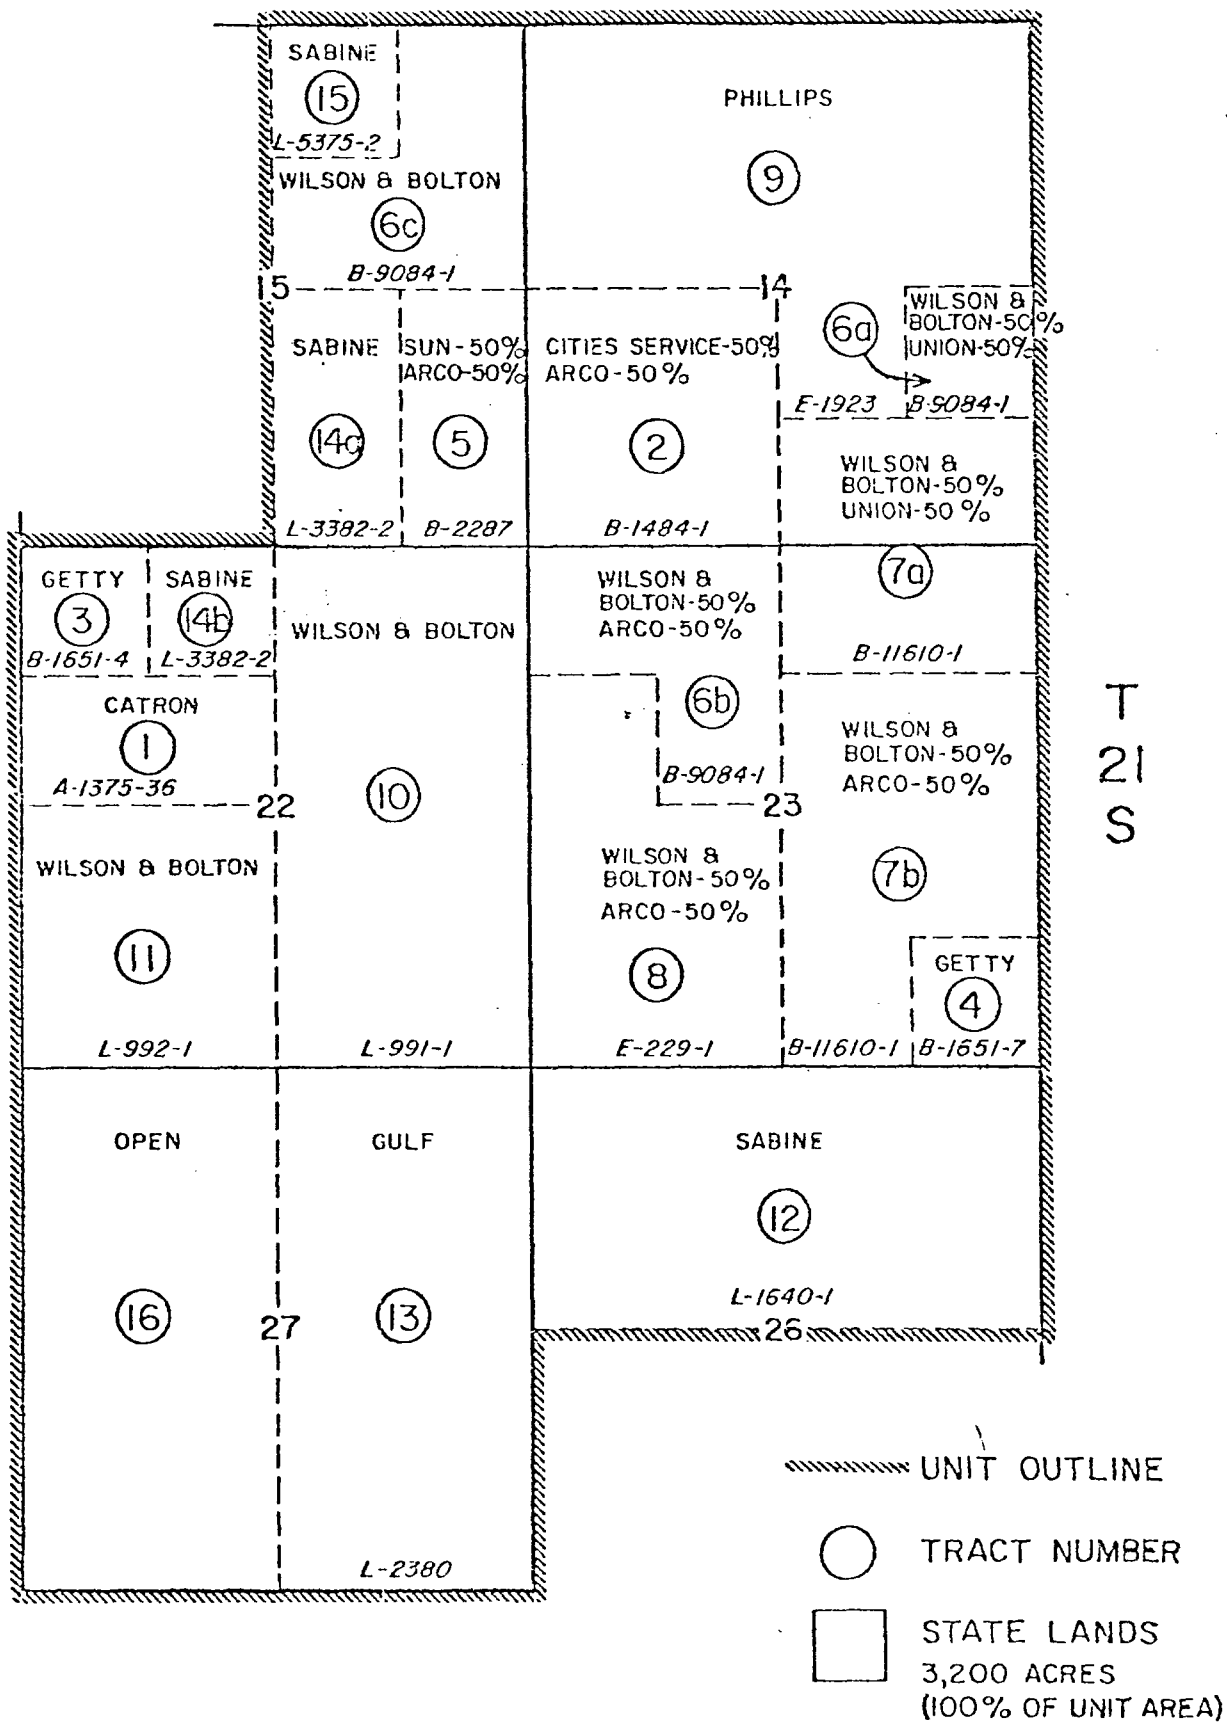 SABINE
15
L-5375-2
WILSON & BOLTON
6c
B-9084-1
PHILLIPS
9
15
14
WILSON &
BOLTON-50%
UNION-50%
6a
E-1923
B-9084-1
SABINE
14a
L-3382-2
SUN-50%
ARCO-50%
5
B-2287
CITIES SERVICE-50%
ARCO-50%
2
B-1484-1
WILSON &
BOLTON-50%
UNION-50%
7a
B-11610-1
GETTY
3
B-1651-4
SABINE
14b
L-3382-2
WILSON & BOLTON
10
L-991-1
WILSON &
BOLTON-50%
ARCO-50%
6b
B-9084-1
CATRON
1
A-1375-36
22
23
WILSON &
BOLTON-50%
ARCO-50%
7b
B-11610-1
T
21
S
WILSON & BOLTON
11
L-992-1
WILSON &
BOLTON-50%
ARCO-50%
8
E-229-1
GETTY
4
B-1651-7
OPEN
16
27
GULF
13
L-2380
SABINE
12
L-1640-1
26
UNIT OUTLINE
TRACT NUMBER
STATE LANDS
3,200 ACRES
(100% OF UNIT AREA)